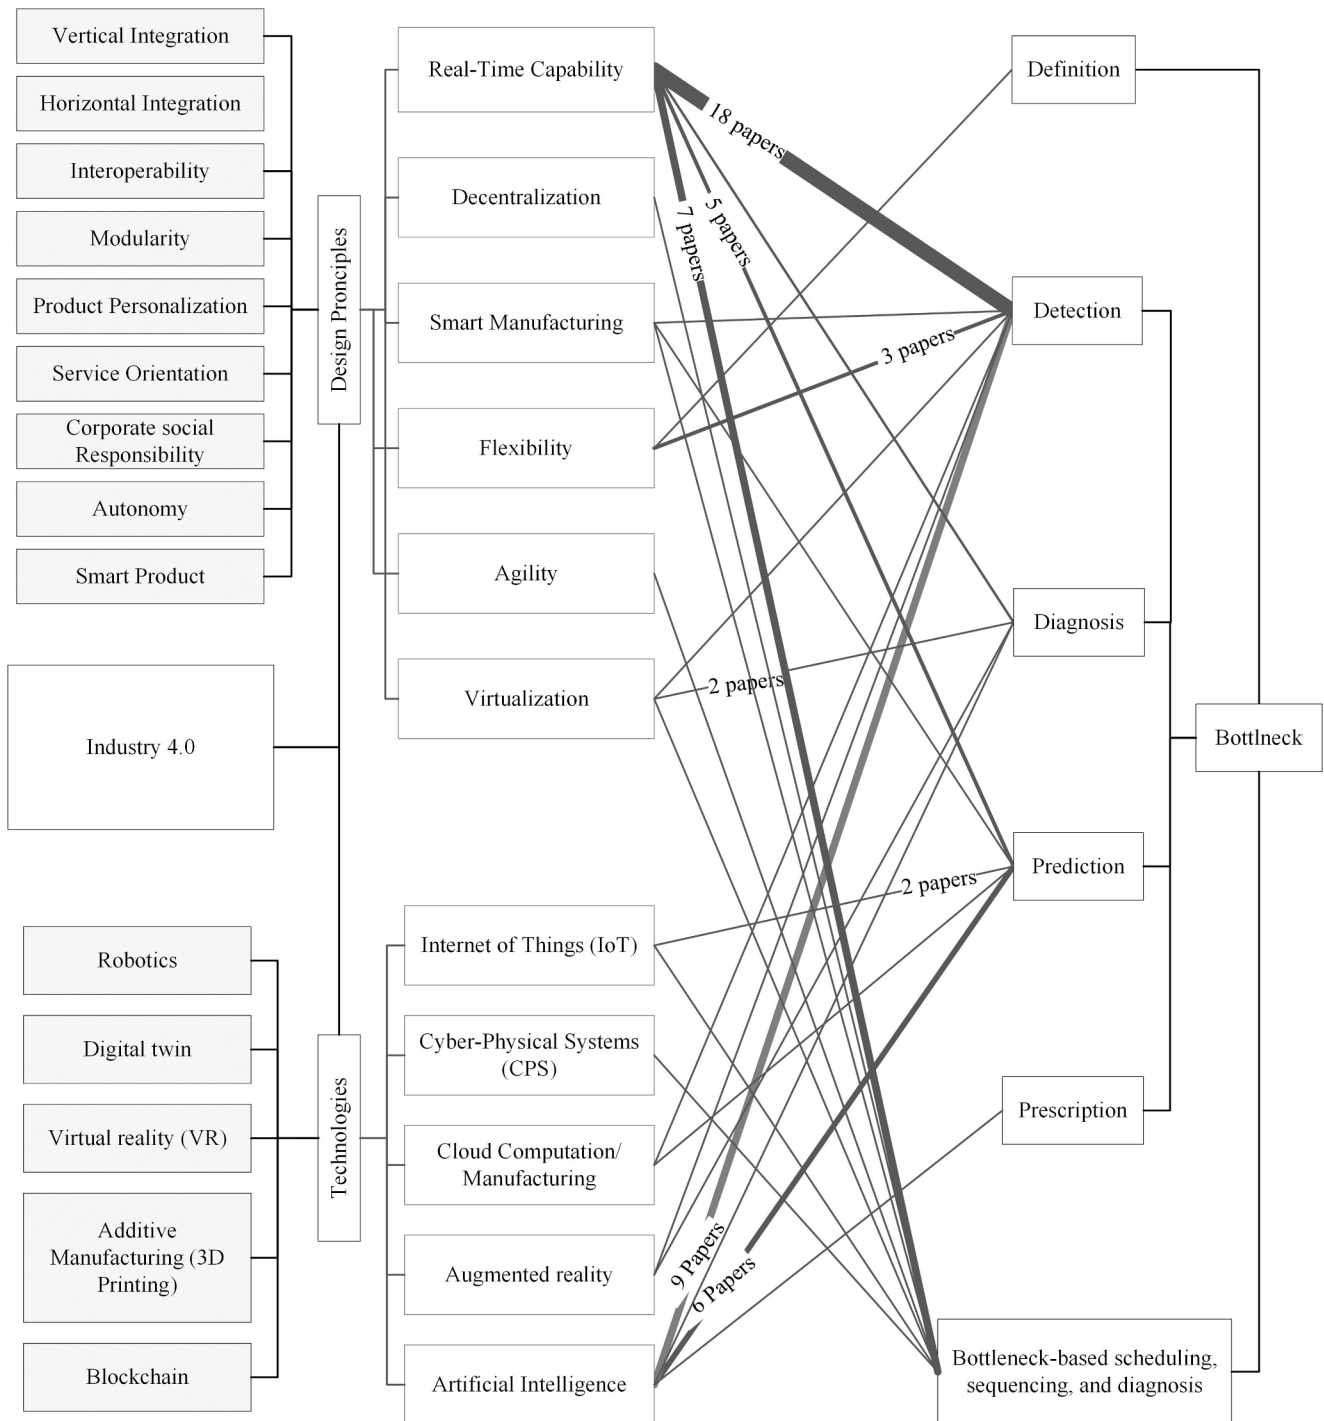 Vertical Integration
Horizontal Integration
Interoperability
Modularity
Product Personalization
Service Orientation
Corporate social
Responsibility
Autonomy
Smart Product
Industry 4.0
Robotics
Digital twin
Virtual reality (VR)
Additive
Manufacturing (3D
Printing)
Blockchain
Design Pronciples
Technologies
Real-Time Capability
Decentralization
Smart Manufacturing
Flexibility
Agility
Virtualization
Internet of Things (IoT)
Cyber-Physical Systems
(CPS)
Cloud Computation/
Manufacturing
Augmented reality
Artificial Intelligence
18 papers
5 papers
7 papers
3 papers
2 papers
2 papers
9 Papers
6 Papers
Definition
Detection
Diagnosis
Prediction
Prescription
Bottleneck-based scheduling,
sequencing, and diagnosis
Bottlneck